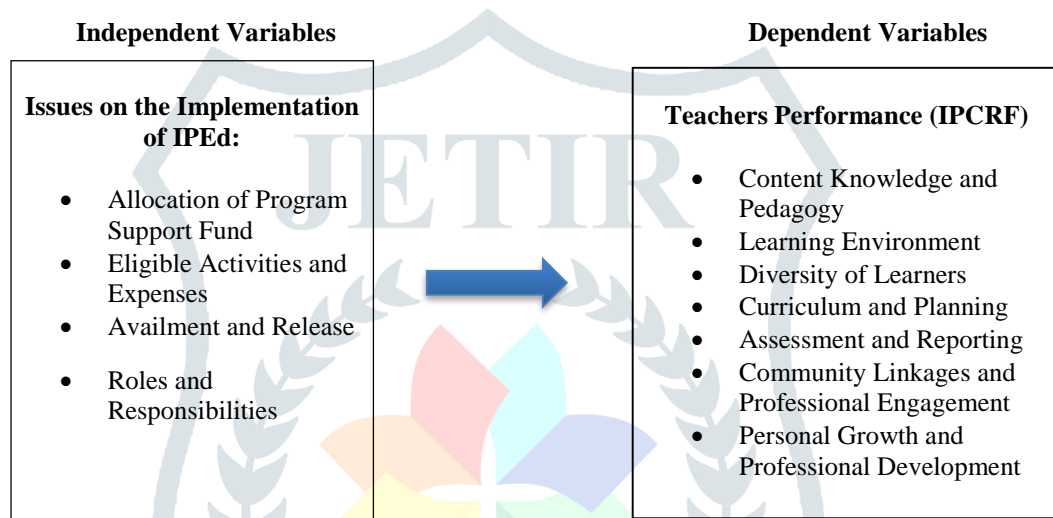 Independent Variables
Issues on the Implementation
of IPEd:
• Allocation of Program
Support Fund
• Eligible Activities and
Expenses
• Availment and Release
• Roles and
Responsibilities
Dependent Variables
Teachers Performance (IPCRF)
• Content Knowledge and
Pedagogy
• Learning Environment
• Diversity of Learners
• Curriculum and Planning
• Assessment and Reporting
• Community Linkages and
Professional Engagement
• Personal Growth and
Professional Development
JETIR